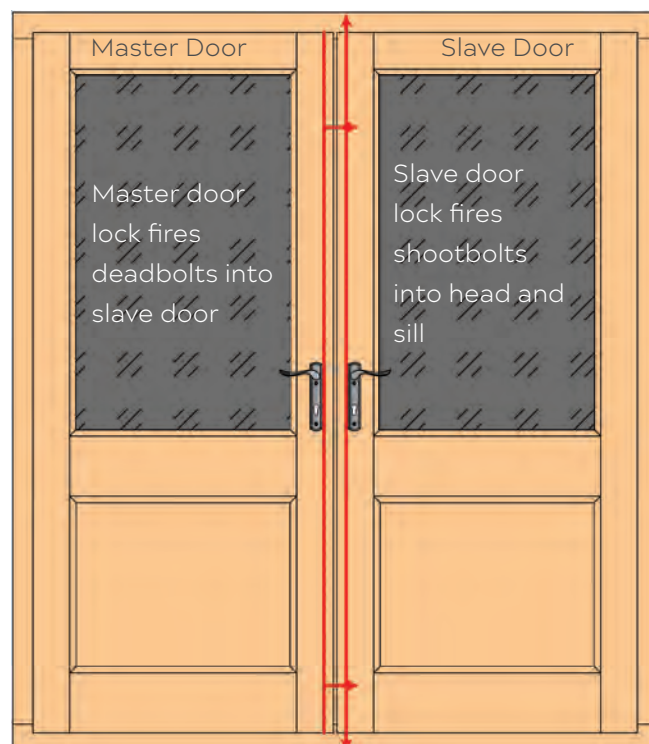 Master Door
Slave Door
Master door
lock fires
deadbolts into
slave door
Slave door
lock fires
shootbolts
into head and
sill